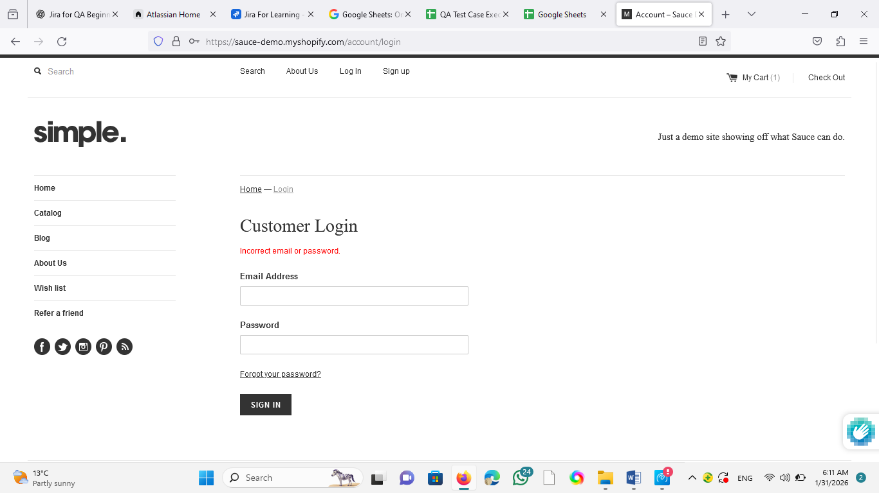 Jira for QA Beginn
Atlassian Home
Jira For Learning -
Google Sheets: On
QA Test Case Exec
Google Sheets
Account – Sauce
https://sauce-demo.myshopify.com/account/login
Search
Search
About Us
Log In
Sign up
My Cart (1)
Check Out
simple.
Just a demo site showing off what Sauce can do.
Home
Catalog
Blog
About Us
Wish list
Refer a friend
Home — Login
Customer Login
Incorrect email or password.
Email Address
Password
Forgot your password?
SIGN IN
13°C
Partly sunny
Search
24
ENG
6:11 AM
1/31/2026
2